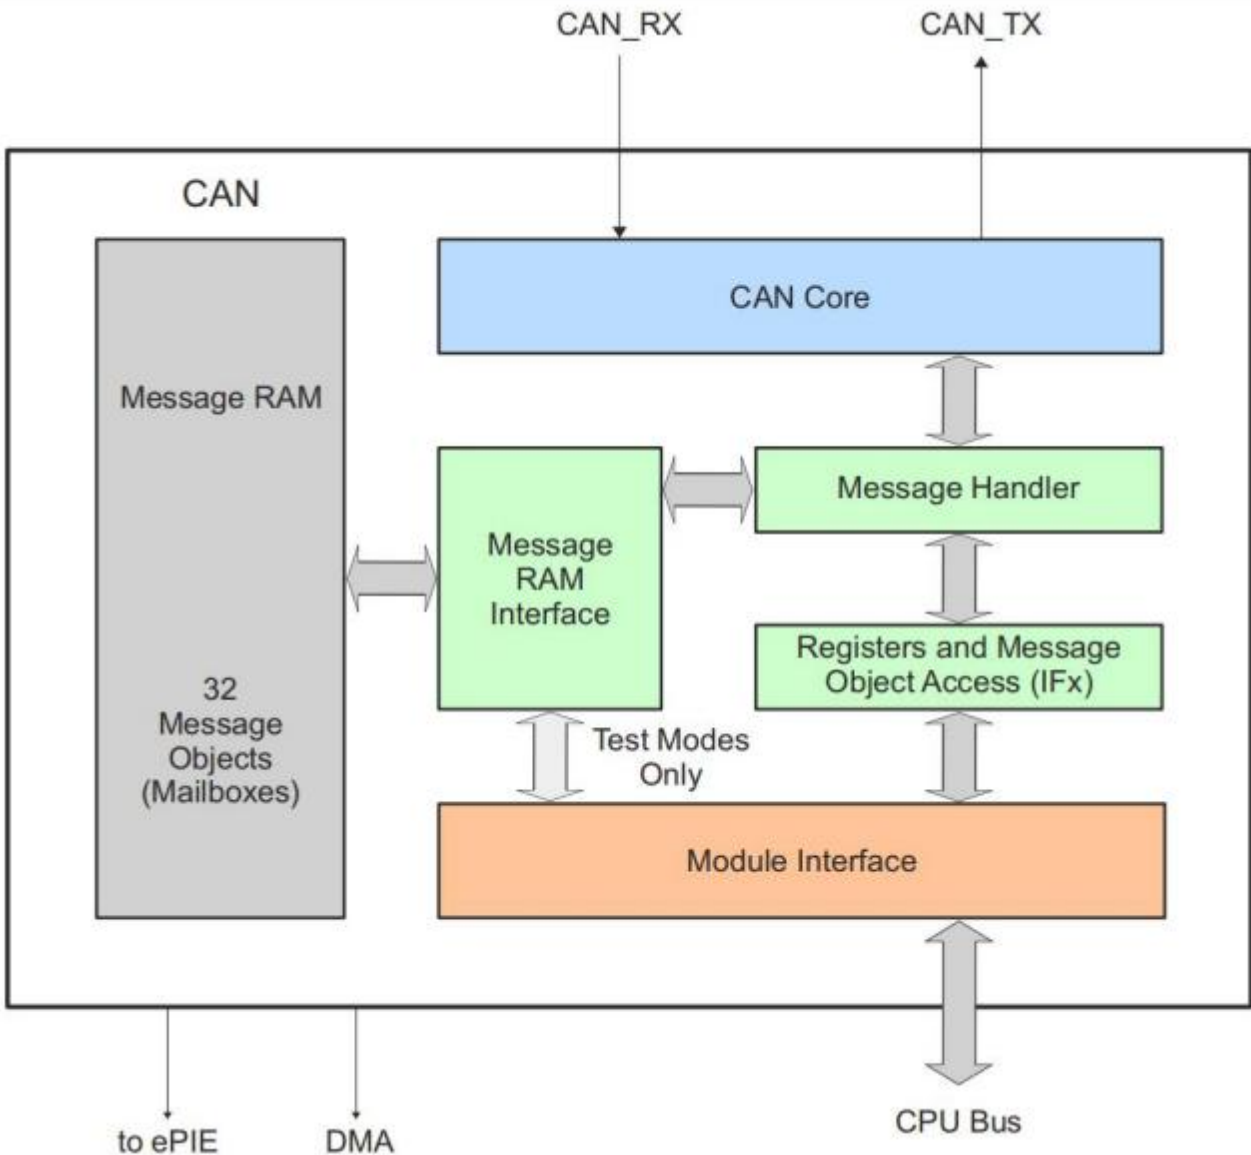 CAN_RX
CAN_TX
CAN
CAN Core
Message RAM
Message Handler
Message
RAM
Interface
Registers and Message
Object Access (IFx)
32
Message
Objects
(Mailboxes)
Test Modes
Only
Module Interface
CPU Bus
to ePIE
DMA